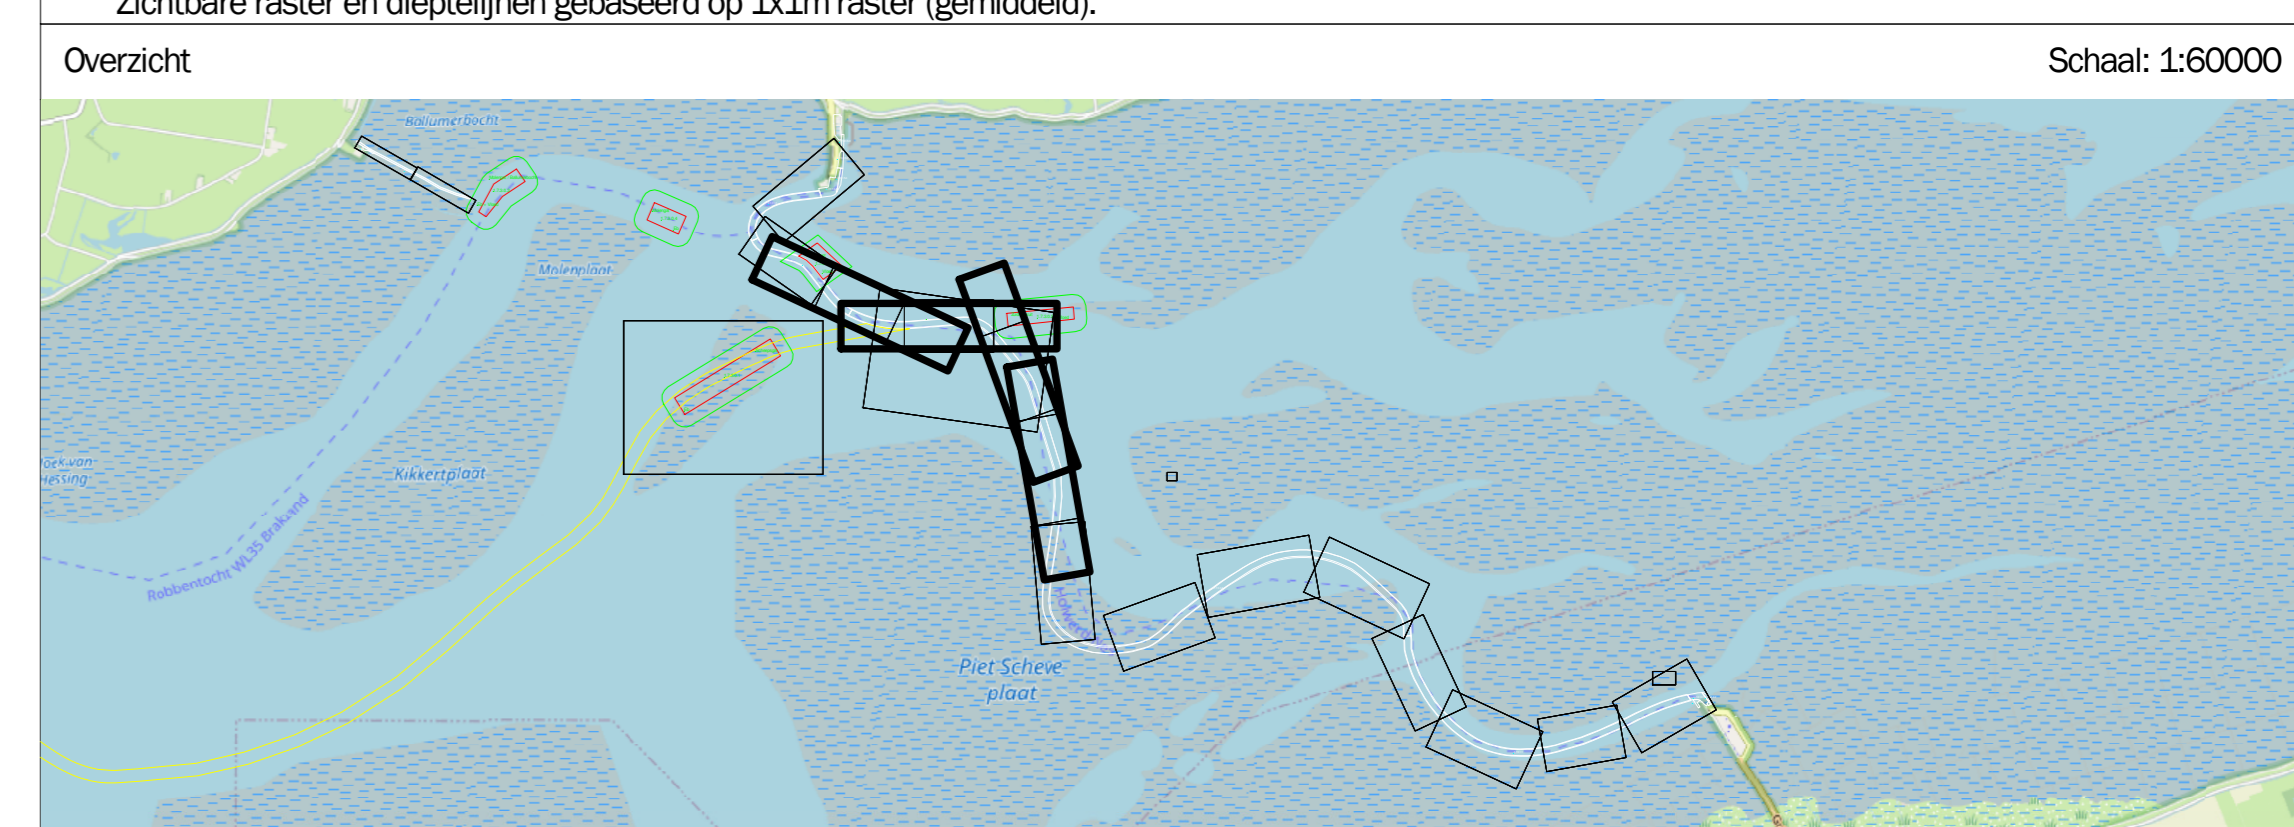 Zichtbare raster en dieptelijnen gebaseerd op 1x1m raster (gemiddeld).
Overzicht
Schaal: 1:60000
Ballumerbocht
Molenplaat
Kikkertplaat
Robbentocht WL35 Brakzand
Piet Scheve
plaat